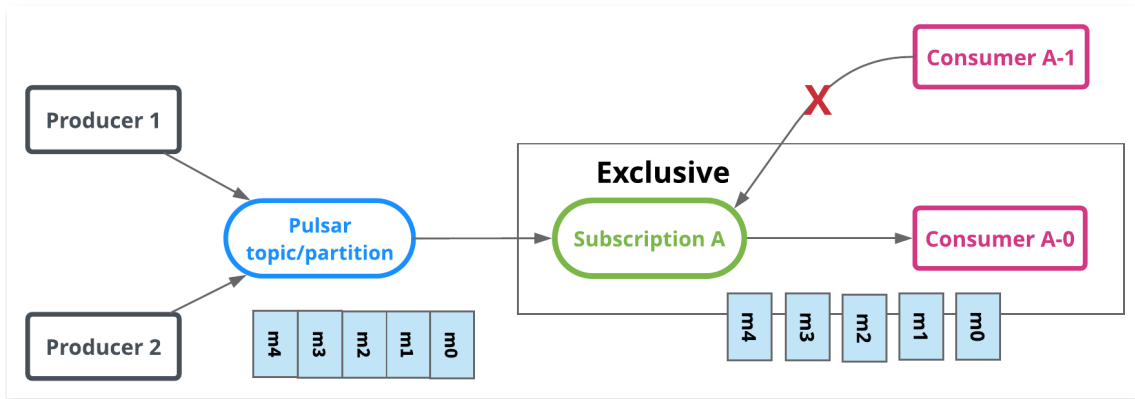 Consumer A-1
X
Producer 1
Exclusive
Pulsar
topic/partition
Subscription A
Consumer A-0
Producer 2
m4
m3
m2
m1
m0
m4
m3
m2
m1
m0